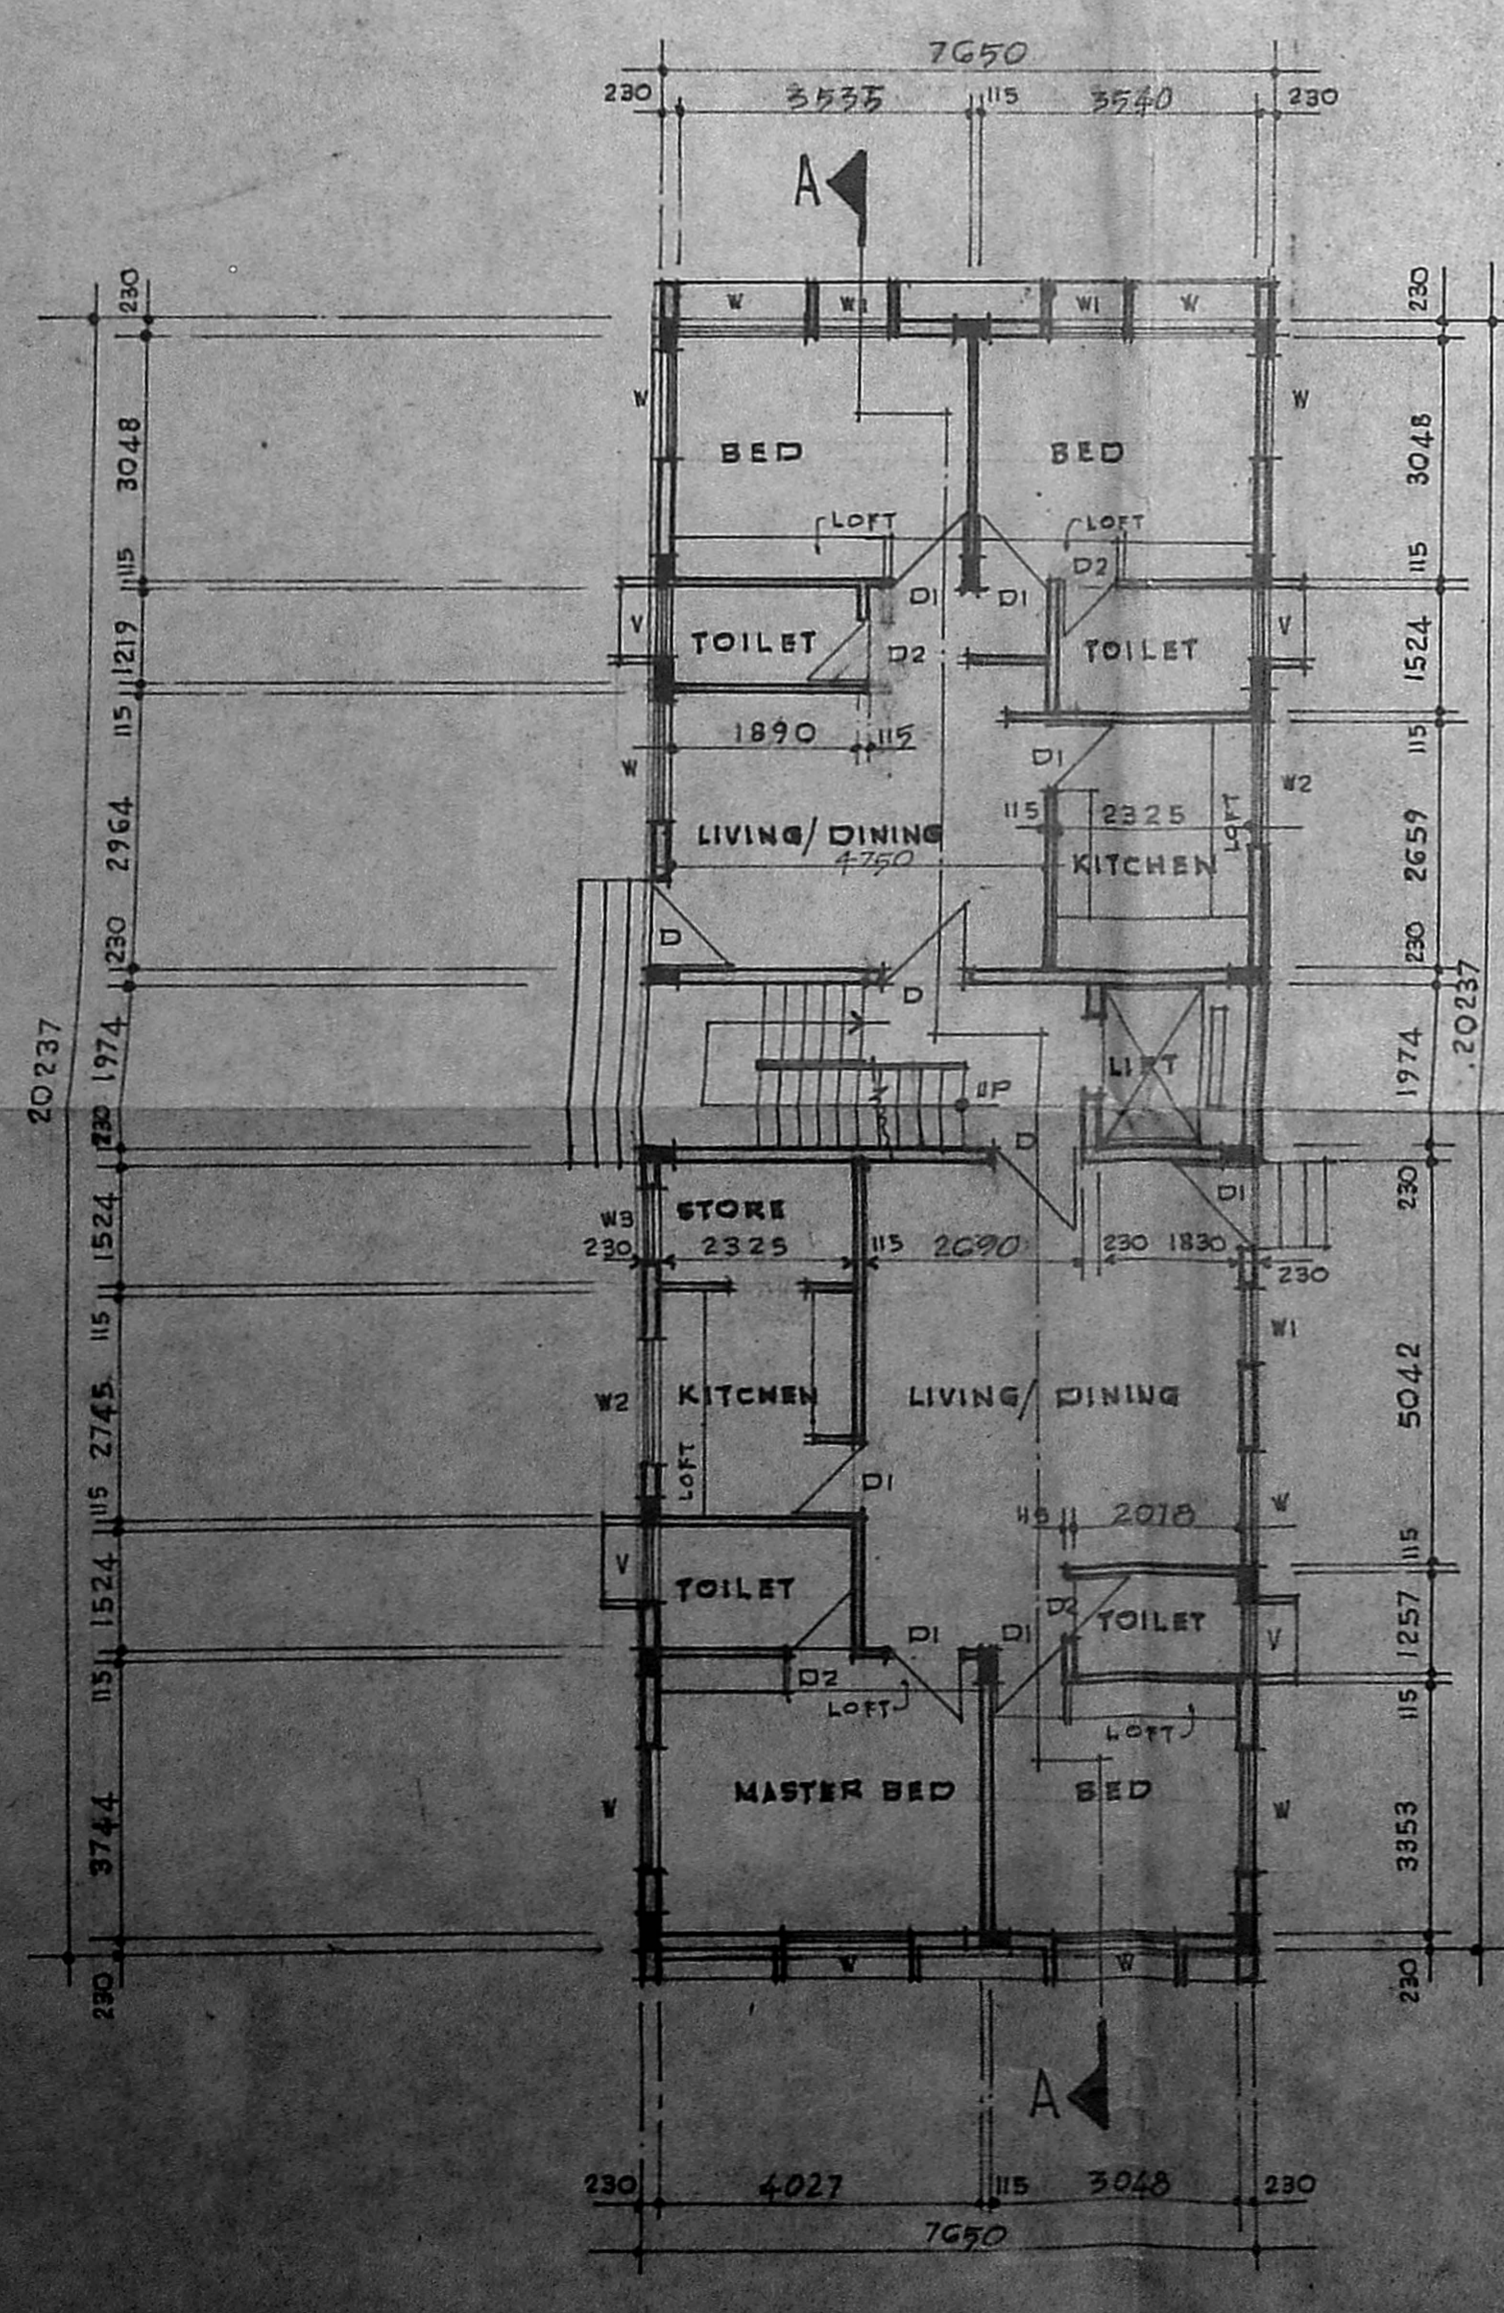 7650
230 3535 115 3540 230
A
230 230
W W1 W1 W
W W
3048 3048
BED BED
LOFT LOFT
115 D2 115
D1 D1
V TOILET D2 TOILET V
1219 1524
115 1890 115 115
W D1 W2
115 2325 LOFT
LIVING/DINING
4750
KITCHEN
2964 2659
D
230 230
D
20237 20237
1974 1974
LIFT
UP
230 D
D1 230
STORE
W3
1524
230 2325 115 2690 230 1830
230
115 W1
5042
W2 KITCHEN LIVING/DINING
2745 LOFT
D1
115 W
115 2078
115
V TOILET
1524 D2 TOILET 1257
D1 D1 V
115 D2
LOFT LOFT 115
MASTER BED BED
W W
3744 3353
W W
230 230
A
230 4027 115 3048 230
7650